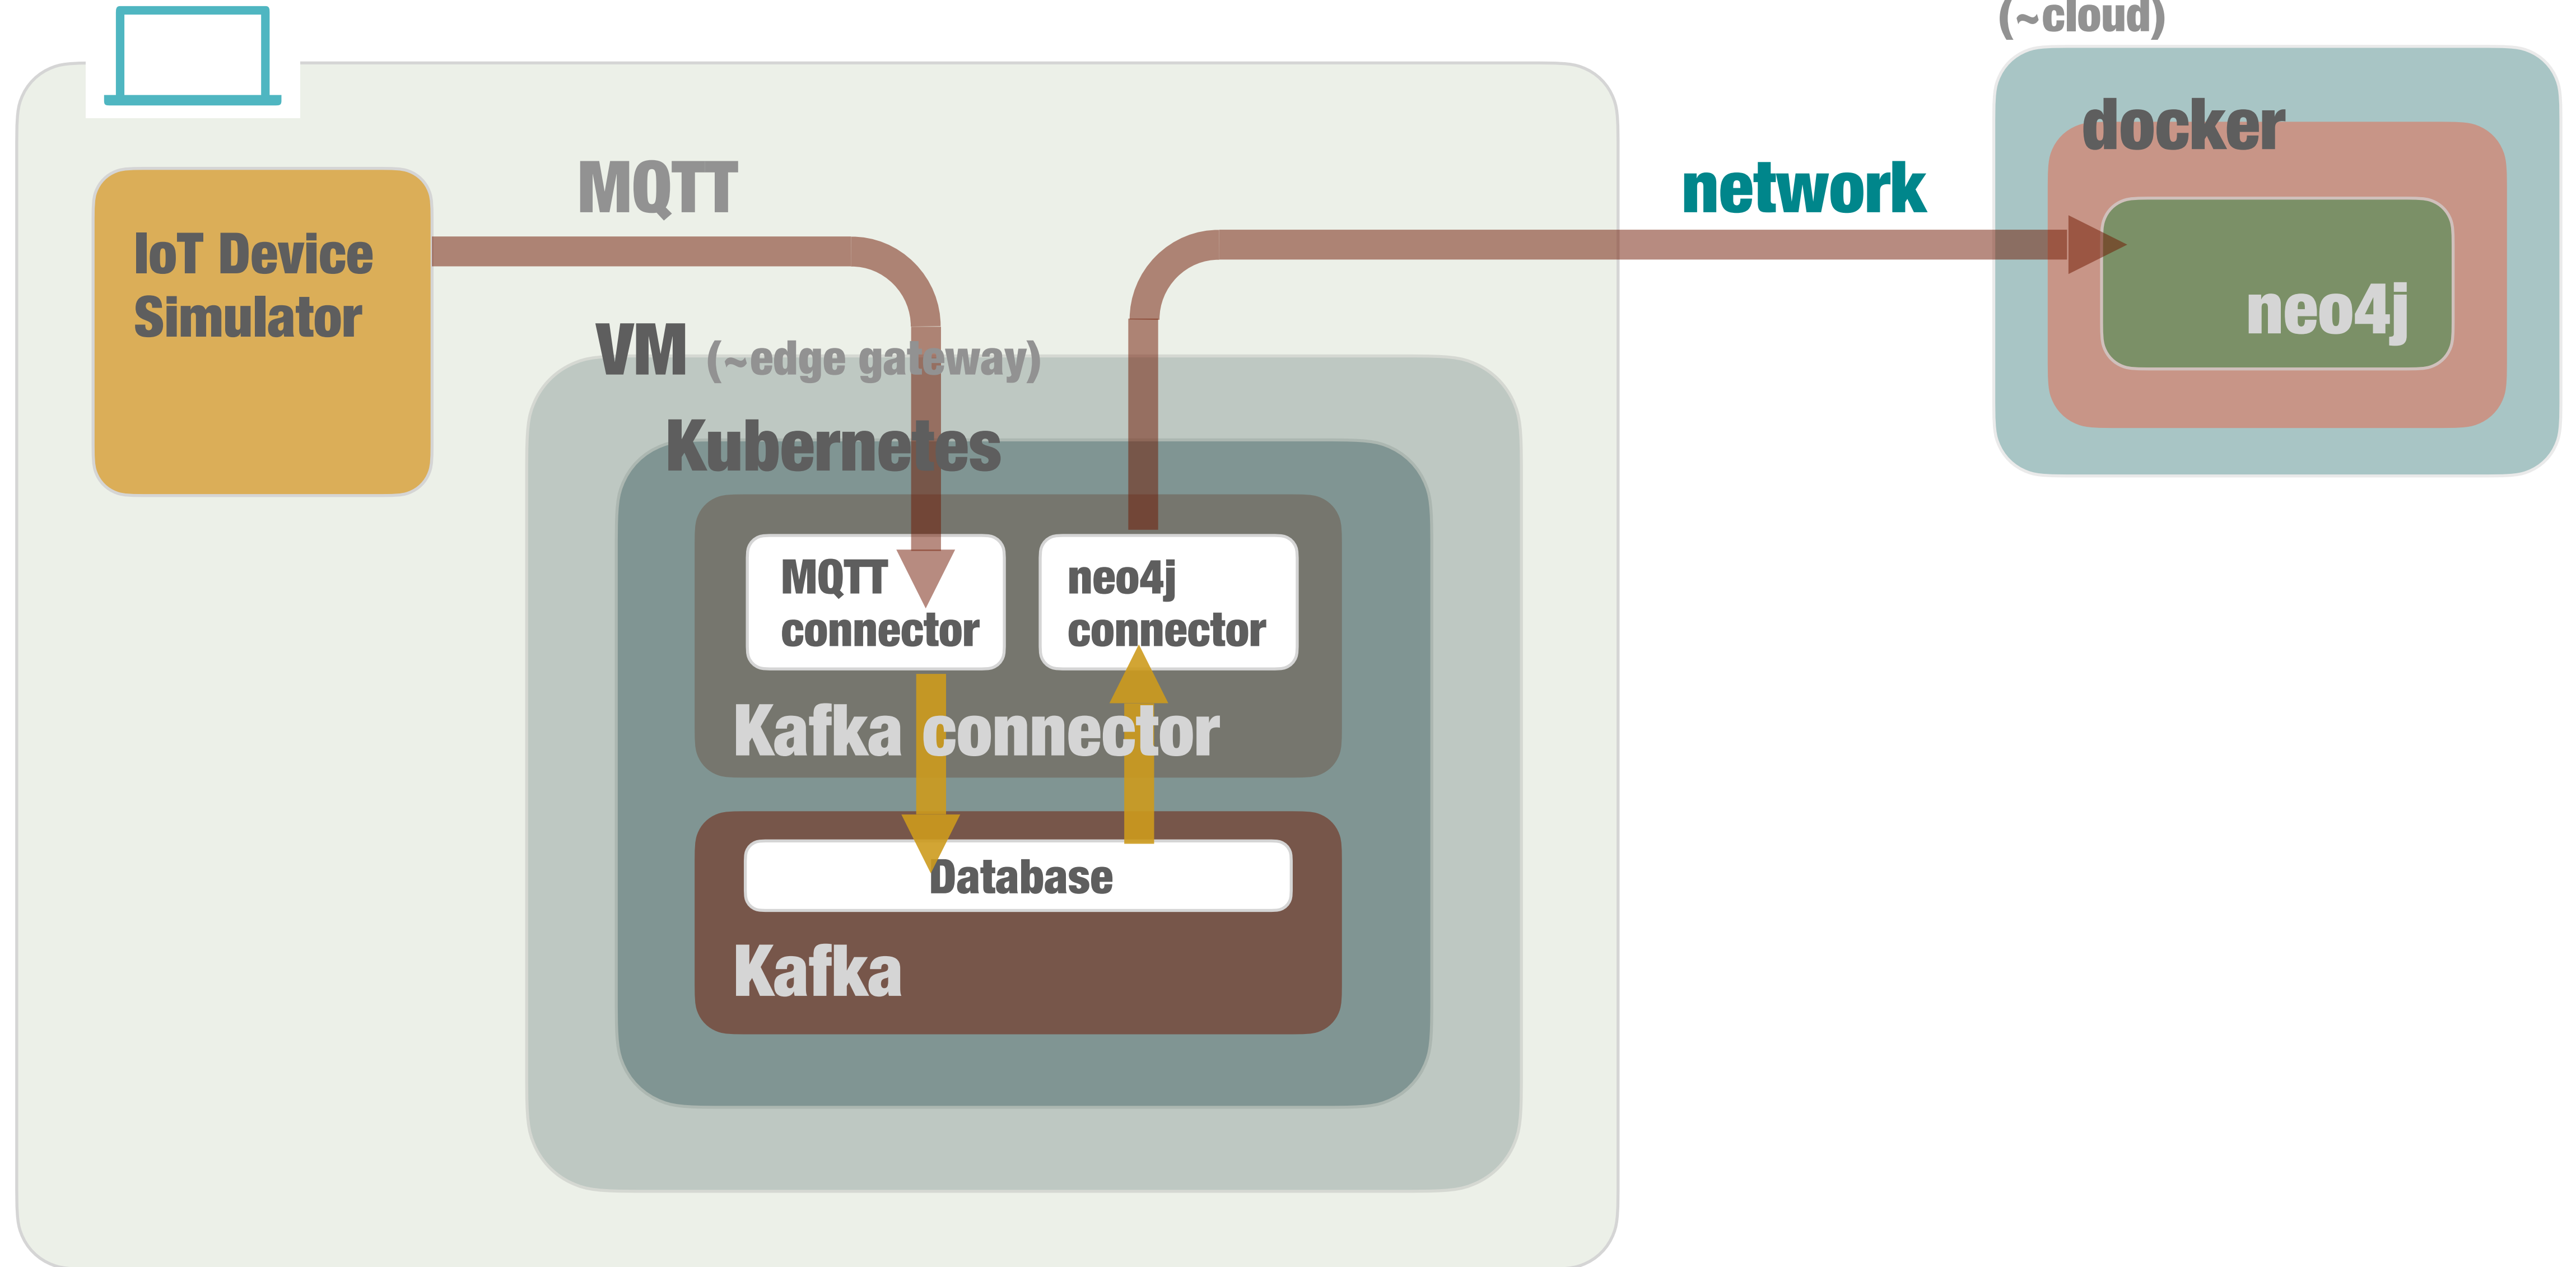 (~cloud)
docker
MQTT
network
IoT Device
Simulator
neo4j
VM (~edge gateway)
Kubernetes
MQTT
connector
neo4j
connector
Kafka connector
Database
Kafka